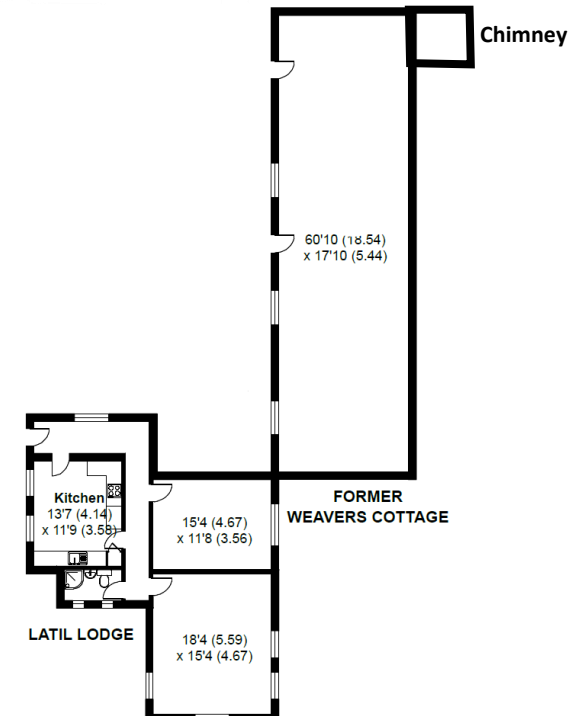 Chimney
60'10 (18.54)
x 17'10 (5.44)
FORMER
WEAVERS COTTAGE
Kitchen
13'7 (4.14)
x 11'9 (3.58)
15'4 (4.67)
x 11'8 (3.56)
LATIL LODGE
18'4 (5.59)
x 15'4 (4.67)